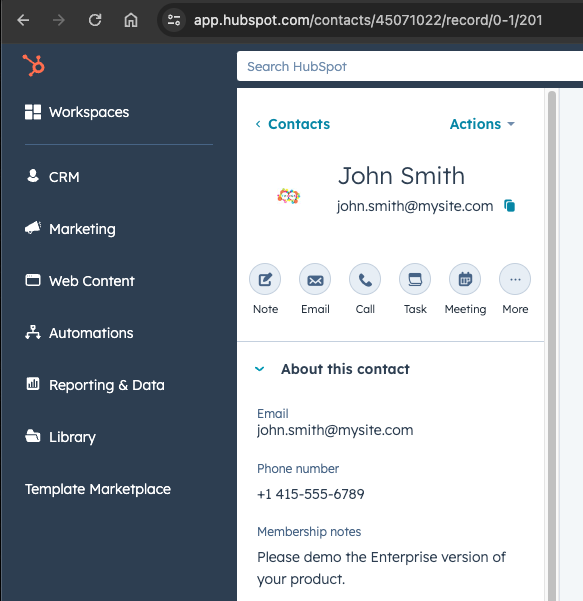 app.hubspot.com/contacts/45071022/record/0-1/201
Search HubSpot
Workspaces
CRM
Marketing
Web Content
Automations
Reporting & Data
Library
Template Marketplace
Contacts
Actions
John Smith
john.smith@mysite.com
Note Email Call Task Meeting More
About this contact
Email
john.smith@mysite.com
Phone number
+1 415-555-6789
Membership notes
Please demo the Enterprise version of
your product.